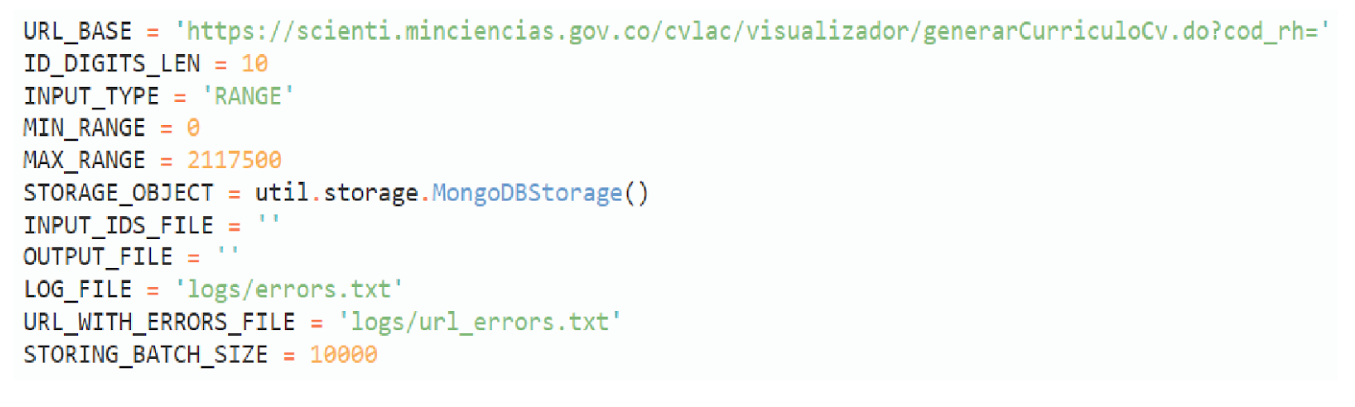 URL_BASE = 'https://scienti.minciencias.gov.co/cvlac/visualizador/generarCurriculoCv.do?cod_rh='
ID_DIGITS_LEN = 10
INPUT_TYPE = 'RANGE'
MIN_RANGE = 0
MAX_RANGE = 2117500
STORAGE_OBJECT = util.storage.MongoDBStorage()
INPUT_IDS_FILE = ''
OUTPUT_FILE = ''
LOG_FILE = 'logs/errors.txt'
URL_WITH_ERRORS_FILE = 'logs/url_errors.txt'
STORING_BATCH_SIZE = 10000